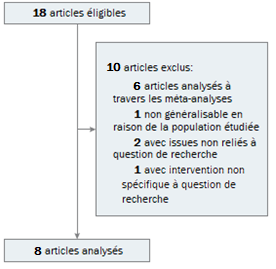 18 articles éligibles
10 articles exclus:
6 articles analysés à
travers les méta-analyses
1 non généralisable en
raison de la population étudiée
2 avec issues non reliés à
question de recherche
1 avec intervention non
spécifique à question de
recherche
8 articles analysés